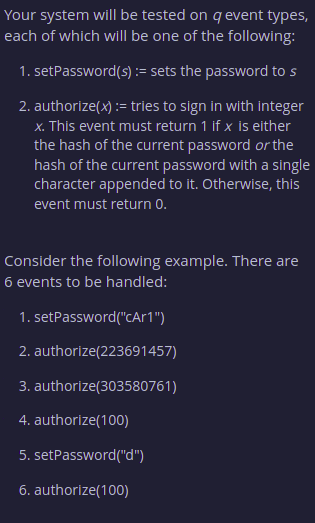 Your system will be tested on q event types,
each of which will be one of the following:
1. setPassword(s) := sets the password to s
2. authorize(x) := tries to sign in with integer
x. This event must return 1 if x is either
the hash of the current password or the
hash of the current password with a single
character appended to it. Otherwise, this
event must return 0.
Consider the following example. There are
6 events to be handled:
1. setPassword("cAr1")
2. authorize(223691457)
3. authorize(303580761)
4. authorize(100)
5. setPassword("d")
6. authorize(100)